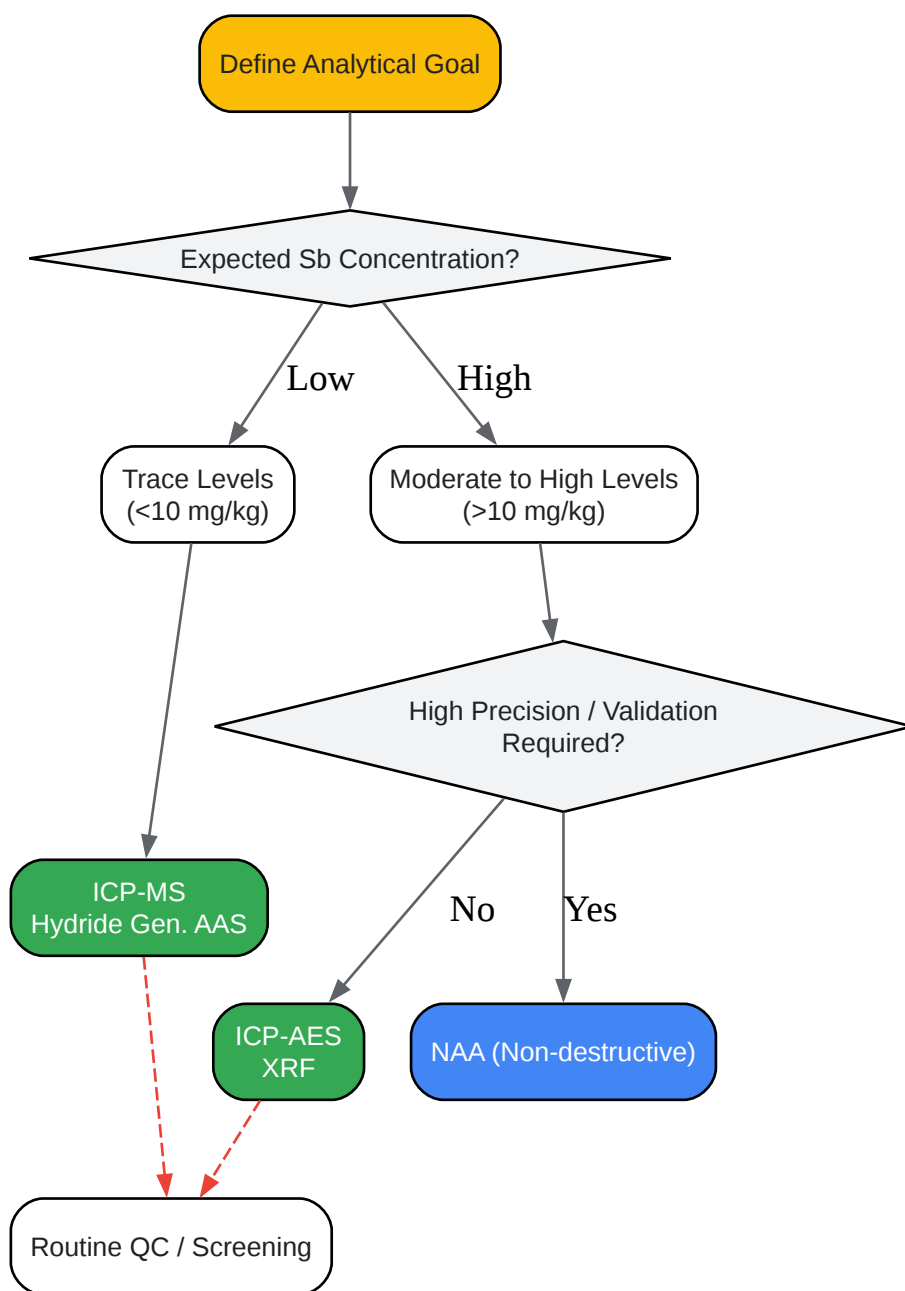 Define Analytical Goal
Expected Sb Concentration?
Low
High
Trace Levels
(<10 mg/kg)
Moderate to High Levels
(>10 mg/kg)
High Precision / Validation
Required?
ICP-MS
Hydride Gen. AAS
No
Yes
ICP-AES
XRF
NAA (Non-destructive)
Routine QC / Screening